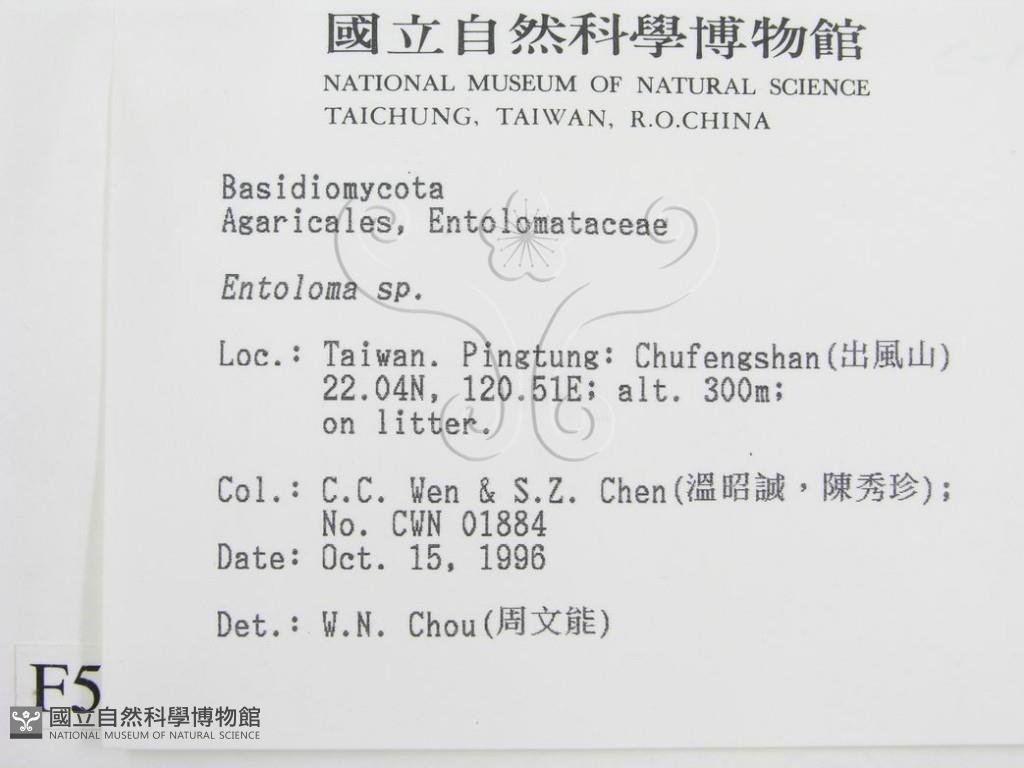 國立自然科學博物館
NATIONAL MUSEUM OF NATURAL SCIENCE
TAICHUNG, TAIWAN, R.O.CHINA
Basidiomycota
Agaricales, Entolomataceae
Entoloma sp.
Loc.: Taiwan. Pingtung: Chufengshan(出風山)
22.04N, 120.51E; alt. 300m;
on litter.
Col.: C.C. Wen & S.Z. Chen(溫昭誠，陳秀珍);
No. CWN 01884
Date: Oct. 15, 1996
Det.: W.N. Chou(周文能)
F5
國立自然科學博物館
NATIONAL MUSEUM OF NATURAL SCIENCE